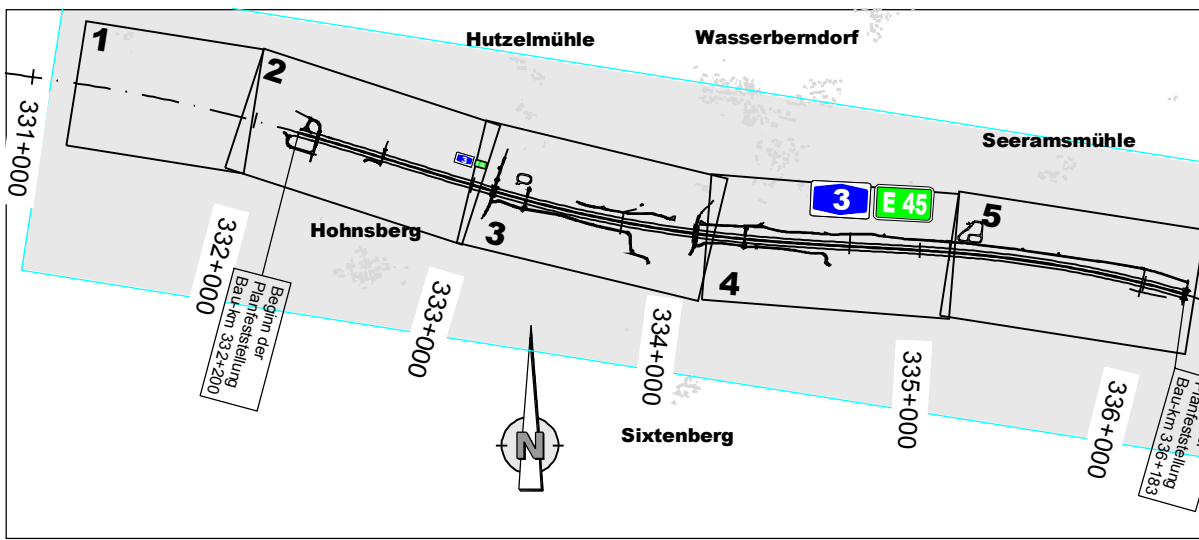 1
2
Hutzelmühle
Wasserberndorf
Seeramsmühle
331+000
3
E 45
5
Hohnsberg
3
4
332+000
333+000
334+000
335+000
336+000
Beginn der
Planfeststellung
Bau-km 332+200
Planfeststellung
Bau-km 336+183
N
Sixtenberg